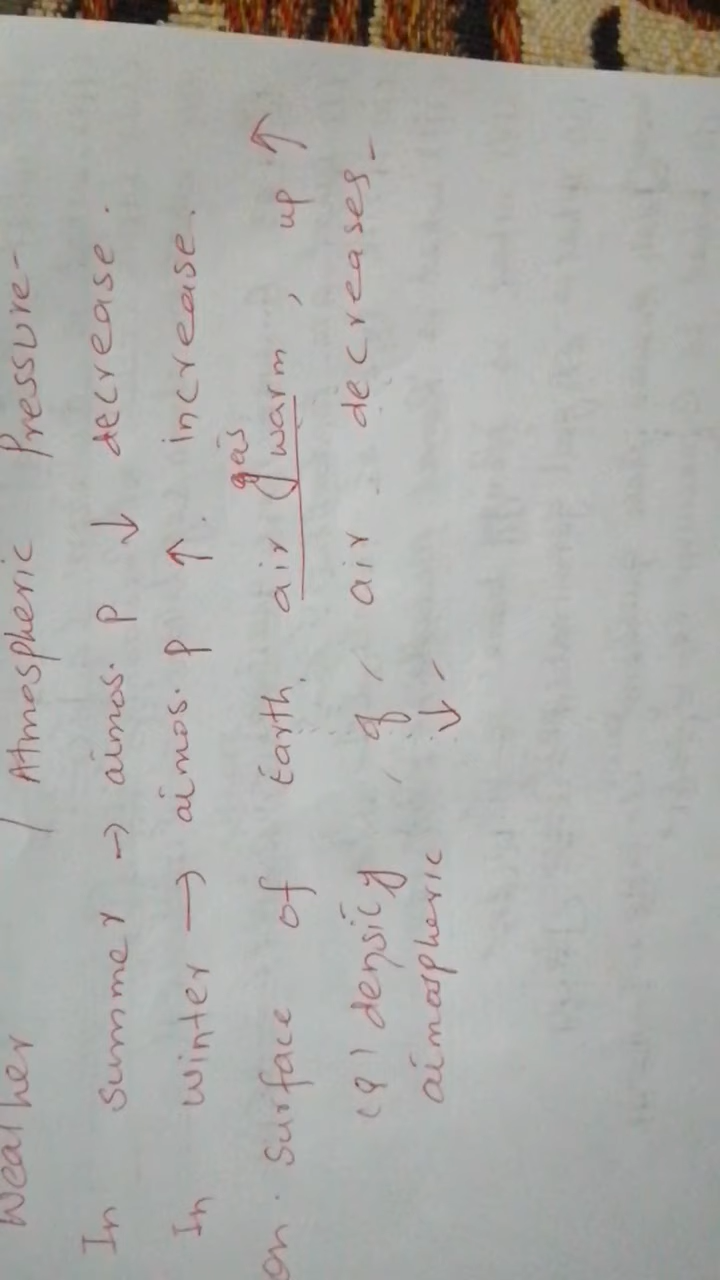 Weather / Atmospheric Pressure-
In summer → atmos. P ↓ decrease.
In winter → atmos. P ↑. increase.
on. surface of Earth, air gas warm, up ↑
(ρ) density, of, air decreases-
atmospheric ↓-